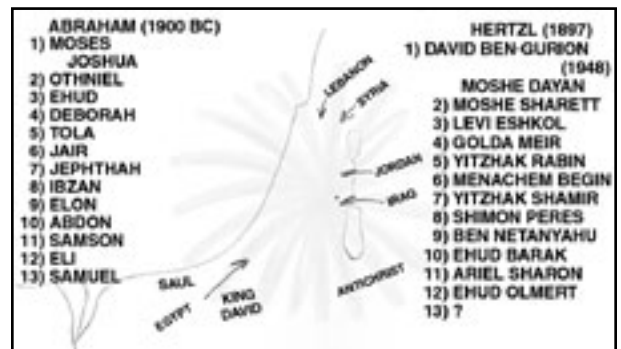 ABRAHAM (1900 BC)
1) MOSES
JOSHUA
2) OTHNIEL
3) EHUD
4) DEBORAH
5) TOLA
6) JAIR
7) JEPHTHAH
8) IBZAN
9) ELON
10) ABDON
11) SAMSON
12) ELI
13) SAMUEL
SAUL
EGYPT
KING
DAVID
LEBANON
SYRIA
JORDAN
IRAQ
ANTICHRIST
HERTZL (1897)
1) DAVID BEN-GURION
(1948)
MOSHE DAYAN
2) MOSHE SHARETT
3) LEVI ESHKOL
4) GOLDA MEIR
5) YITZHAK RABIN
6) MENACHEM BEGIN
7) YITZHAK SHAMIR
8) SHIMON PERES
9) BEN NETANYAHU
10) EHUD BARAK
11) ARIEL SHARON
12) EHUD OLMERT
13) ?